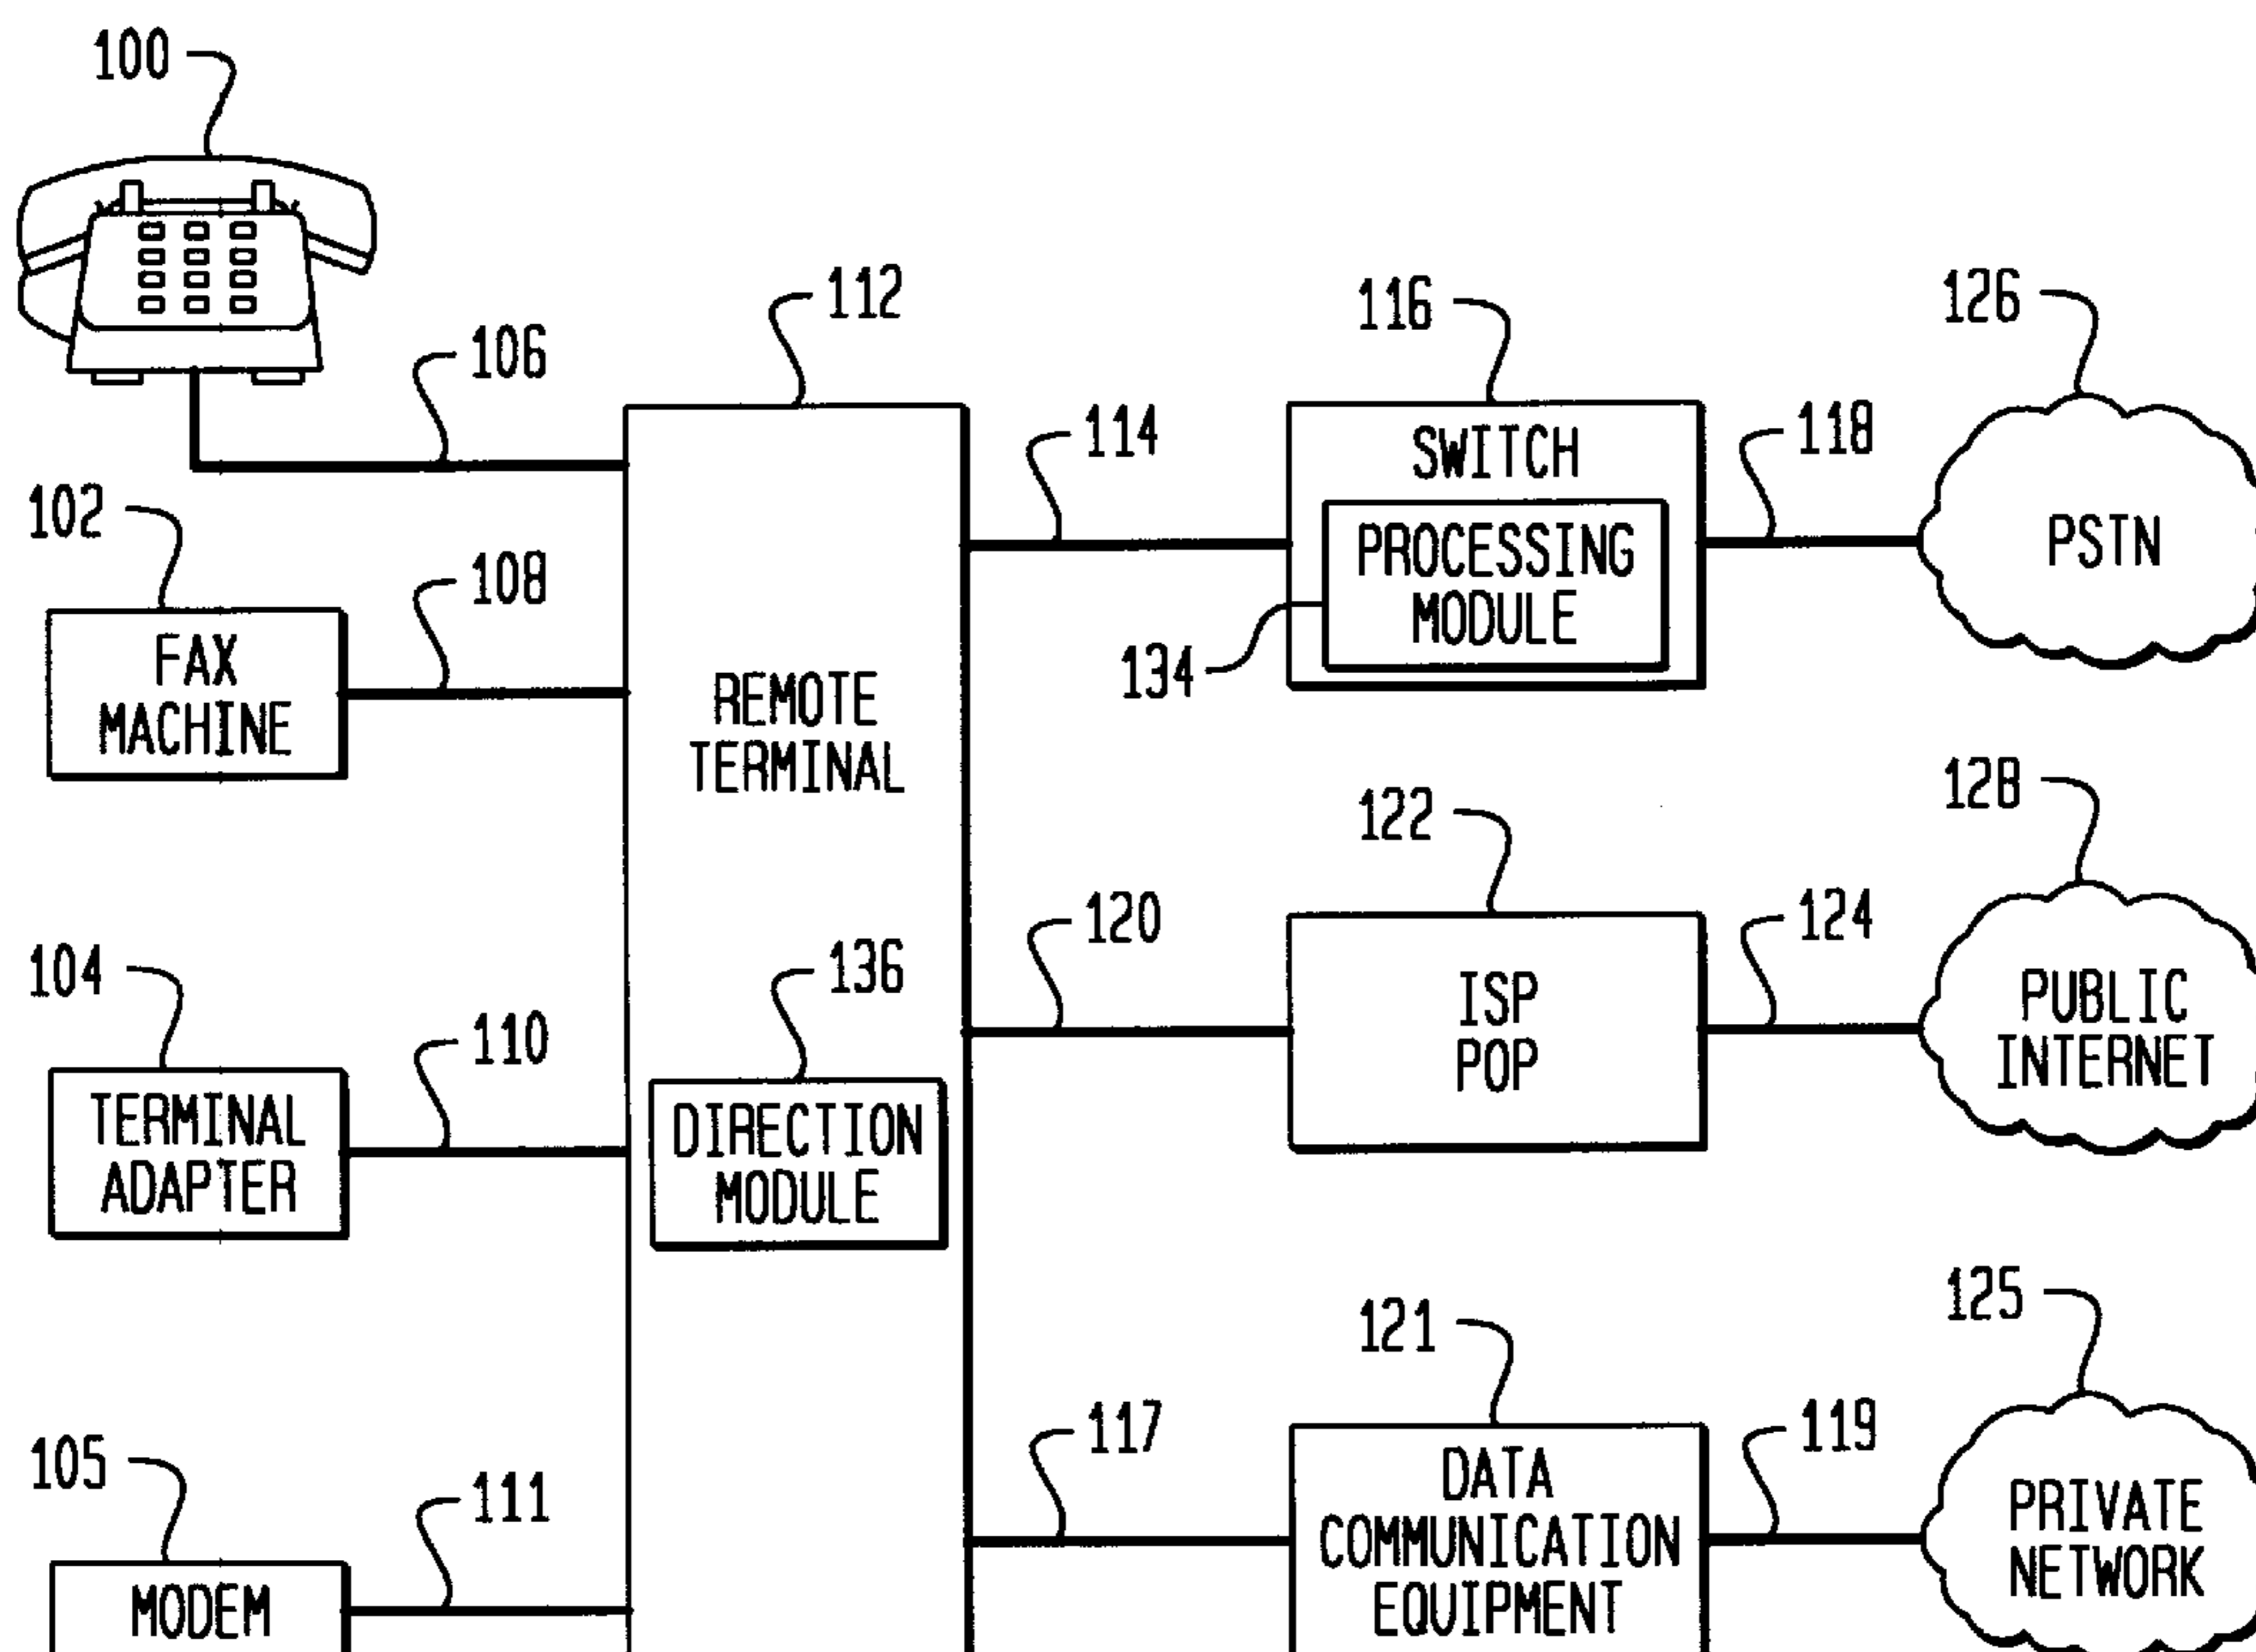 100
112
116
126
106
114
118
SWITCH
102
PROCESSING
MODULE
PSTN
108
134
FAX
MACHINE
REMOTE
TERMINAL
122
128
104
136
120
124
110
ISP
POP
PUBLIC
INTERNET
TERMINAL
ADAPTER
DIRECTION
MODULE
121
125
105
111
117
119
DATA
COMMUNICATION
EQUIPMENT
PRIVATE
NETWORK
MODEM